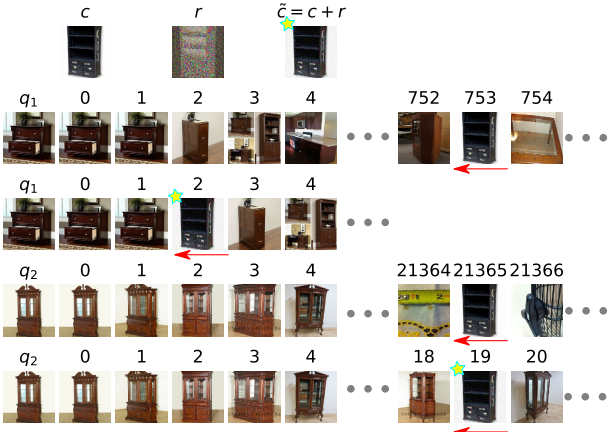 c r c̃ = c + r
q₁ 0 1 2 3 4 752 753 754
q₁ 0 1 2 3 4
q₂ 0 1 2 3 4 21364 21365 21366
q₂ 0 1 2 3 4 18 19 20